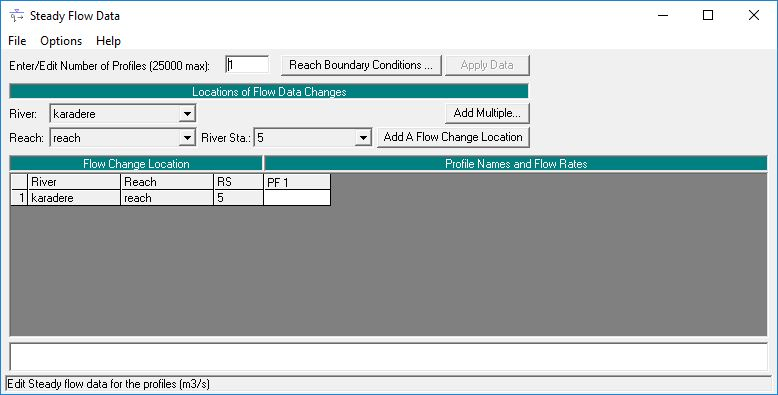 Steady Flow Data
File Options Help
Enter/Edit Number of Profiles (25000 max): 1 Reach Boundary Conditions ... Apply Data
Locations of Flow Data Changes
River: karadere Add Multiple...
Reach: reach River Sta.: 5 Add A Flow Change Location
Flow Change Location Profile Names and Flow Rates
River Reach RS PF 1
1 karadere reach 5
Edit Steady flow data for the profiles (m3/s)